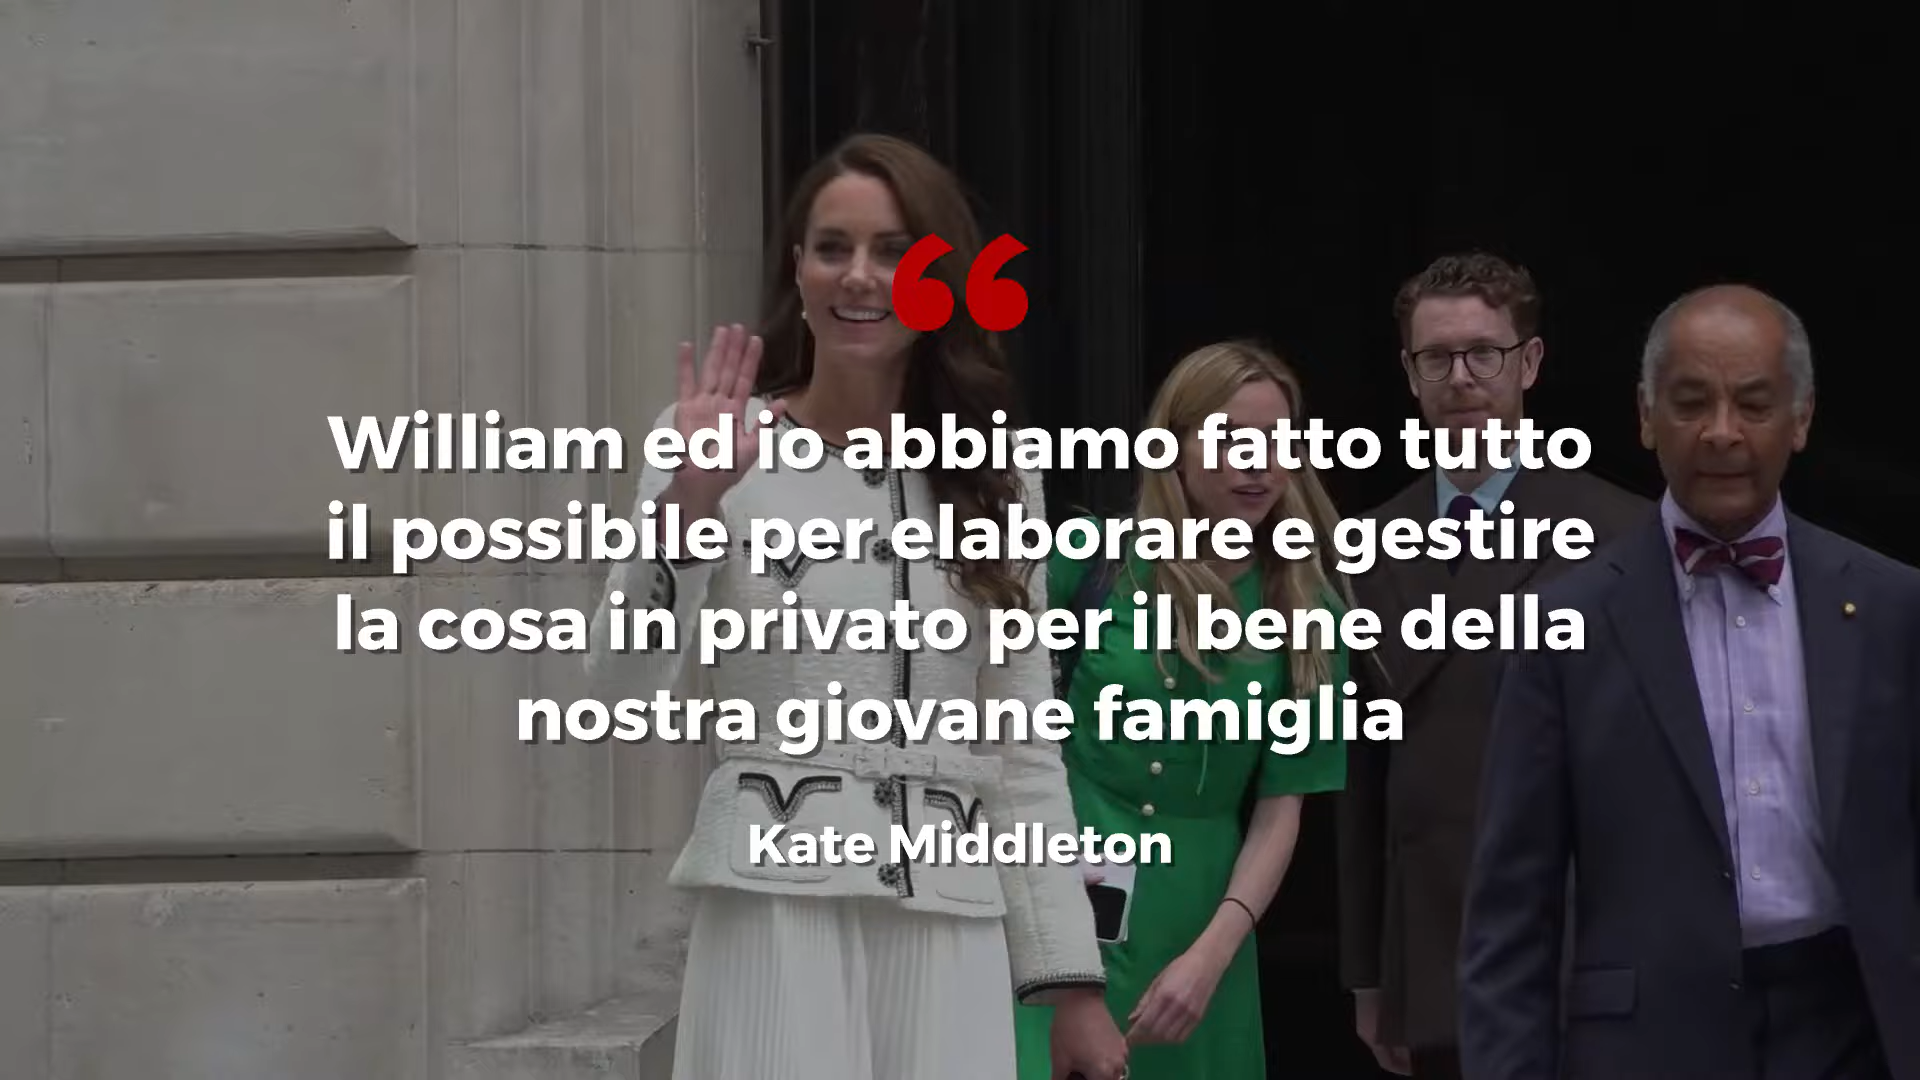 “
William ed io abbiamo fatto tutto
il possibile per elaborare e gestire
la cosa in privato per il bene della
nostra giovane famiglia
Kate Middleton